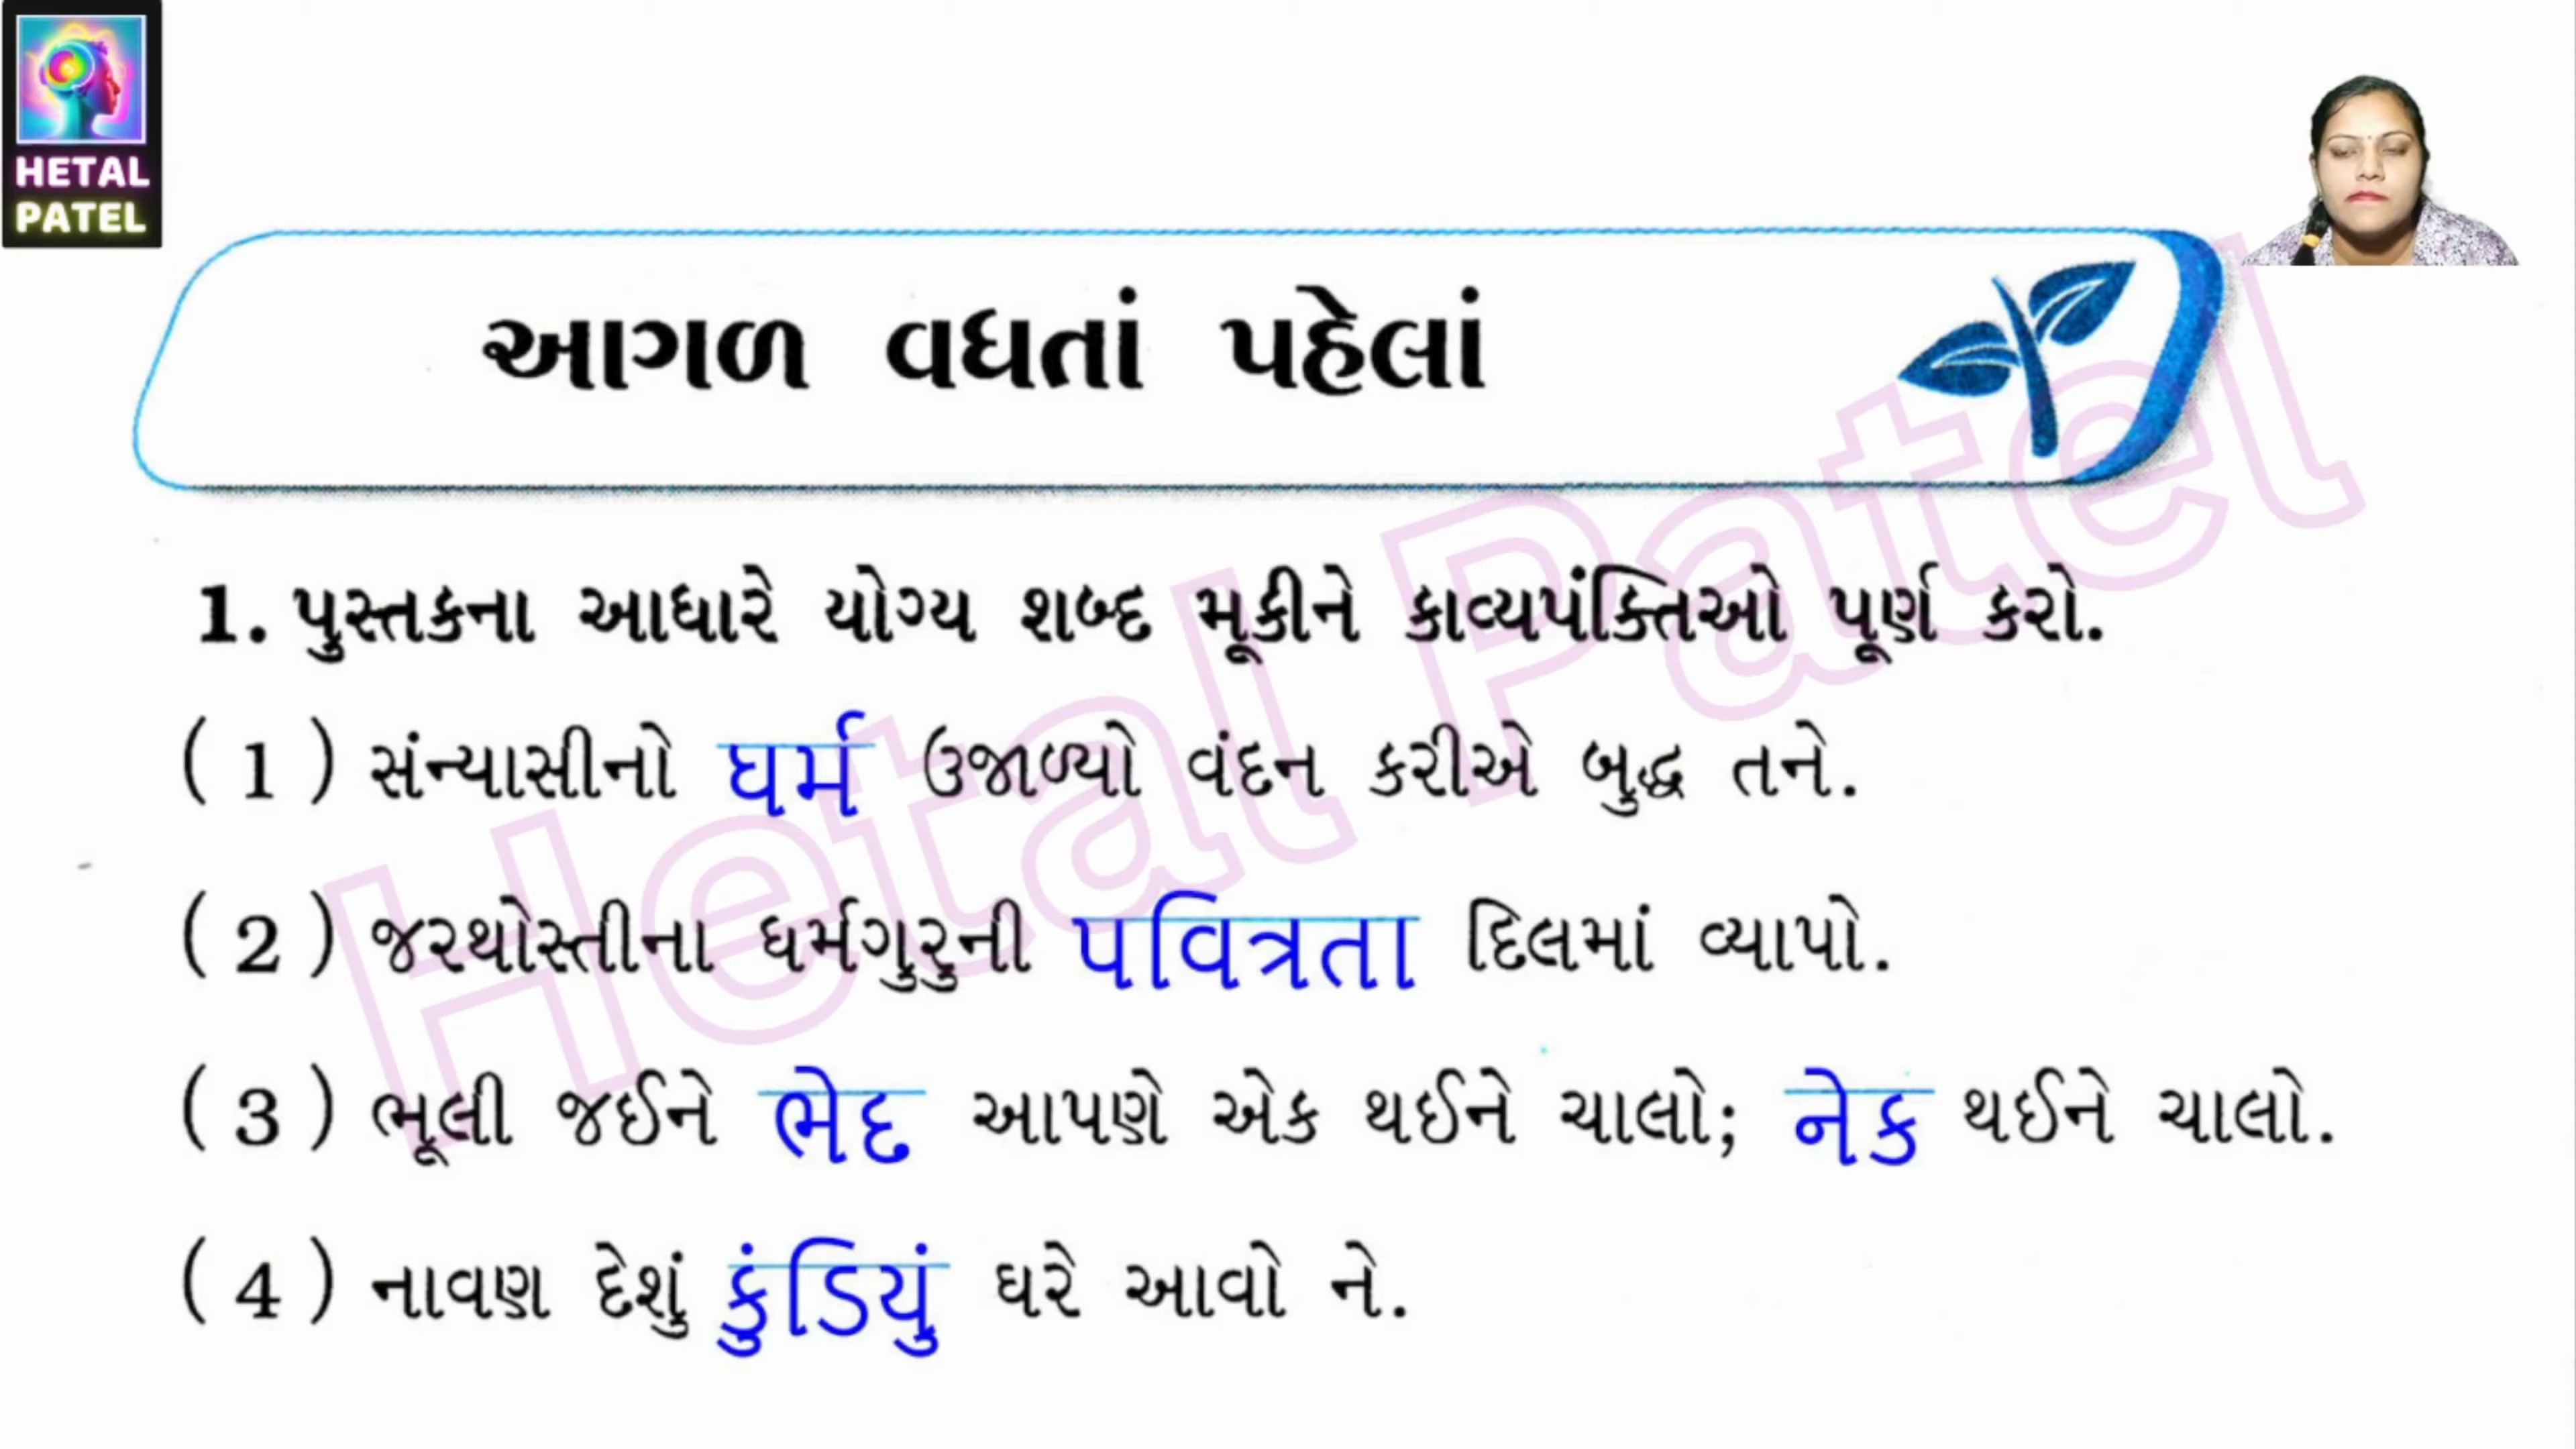 HETAL
PATEL
આગળ વધતાં પહેલાં
1. પુસ્તકના આધારે યોગ્ય શબ્દ મૂકીને કાવ્યપંક્તિઓ પૂર્ણ કરો.
( 1 ) સંન્યાસીનો ધર્મ ઉજાળ્યો વંદન કરીએ બુદ્ધ તને.
( 2 ) જરથોસ્તીના ધર્મગુરુની પવિત્રતા દિલમાં વ્યાપો.
( 3 ) ભૂલી જઈને ભેદ આપણે એક થઈને ચાલો; નેક થઈને ચાલો.
( 4 ) નાવણ દેશું કુંડિયું ઘરે આવો ને.
Hetal Patel